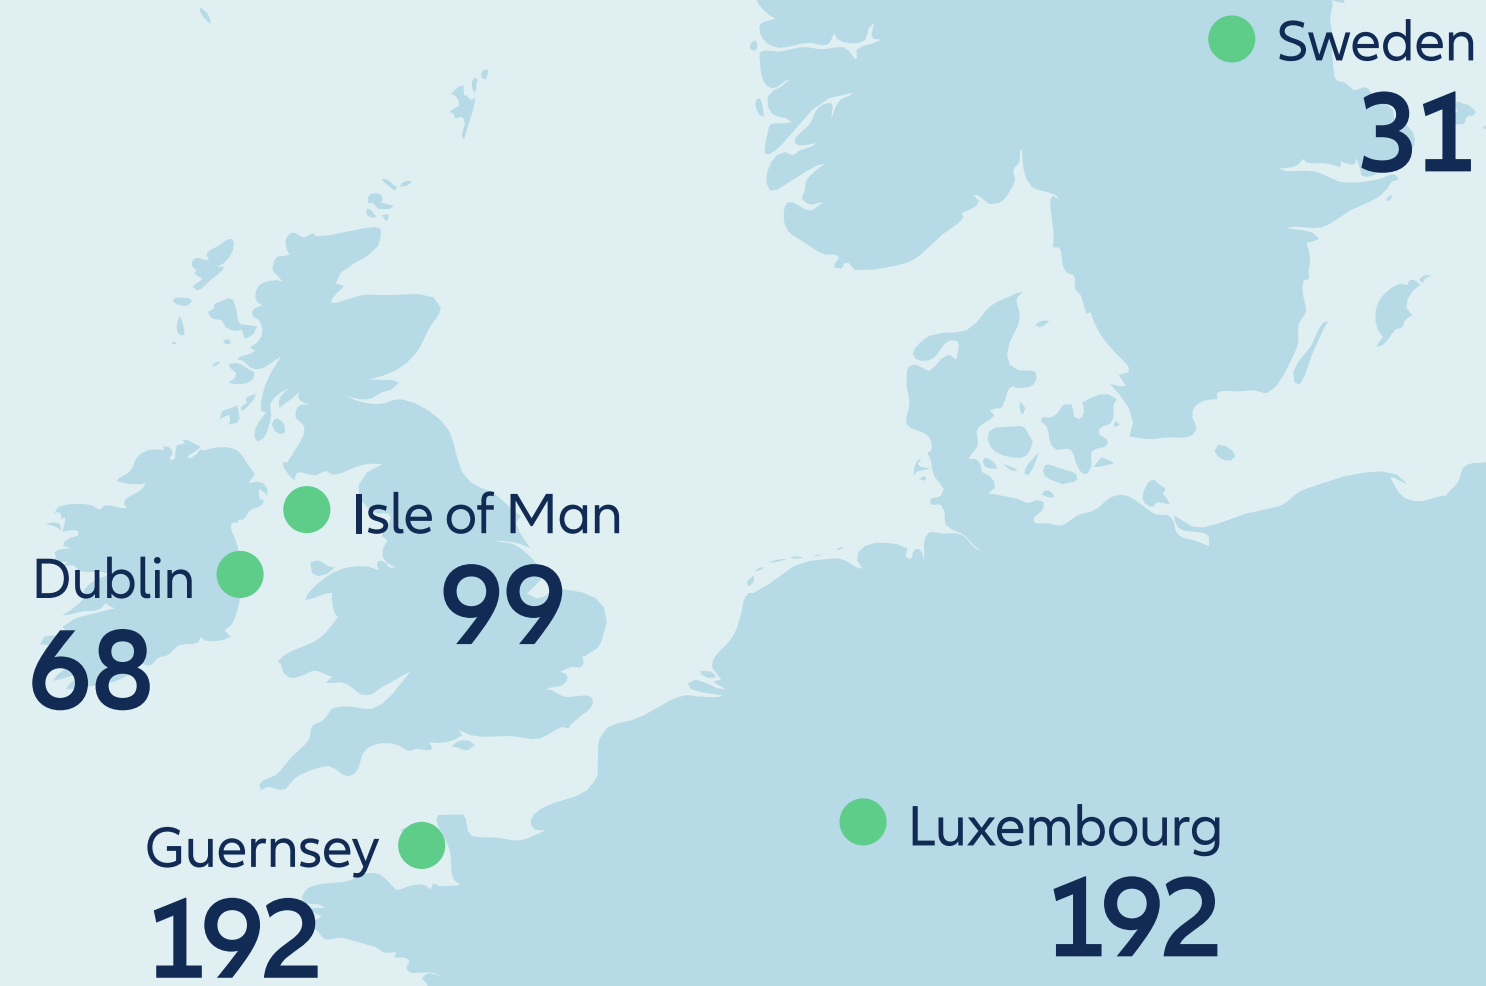 Sweden
31
Isle of Man
99
Dublin
68
Luxembourg
192
Guernsey
192